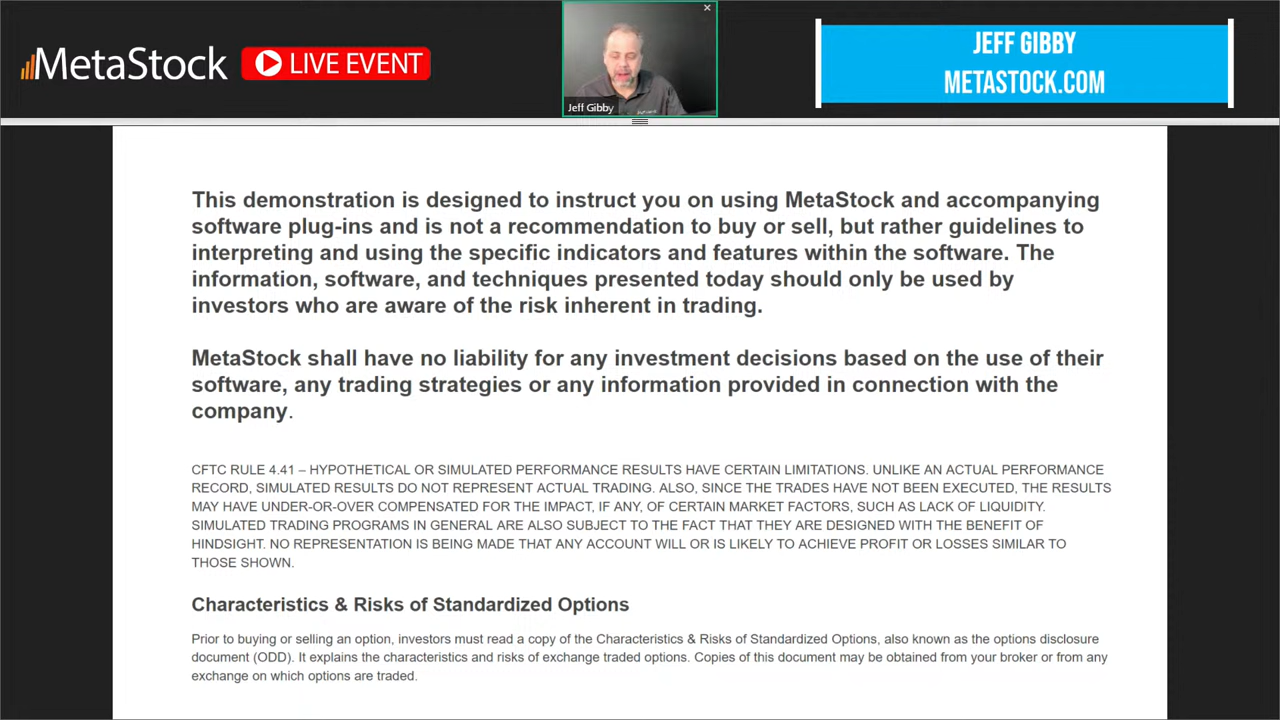 MetaStock
LIVE EVENT
Jeff Gibby
JEFF GIBBY
METASTOCK.COM
This demonstration is designed to instruct you on using MetaStock and accompanying
software plug-ins and is not a recommendation to buy or sell, but rather guidelines to
interpreting and using the specific indicators and features within the software. The
information, software, and techniques presented today should only be used by
investors who are aware of the risk inherent in trading.
MetaStock shall have no liability for any investment decisions based on the use of their
software, any trading strategies or any information provided in connection with the
company.
CFTC RULE 4.41 – HYPOTHETICAL OR SIMULATED PERFORMANCE RESULTS HAVE CERTAIN LIMITATIONS. UNLIKE AN ACTUAL PERFORMANCE
RECORD, SIMULATED RESULTS DO NOT REPRESENT ACTUAL TRADING. ALSO, SINCE THE TRADES HAVE NOT BEEN EXECUTED, THE RESULTS
MAY HAVE UNDER-OR-OVER COMPENSATED FOR THE IMPACT, IF ANY, OF CERTAIN MARKET FACTORS, SUCH AS LACK OF LIQUIDITY.
SIMULATED TRADING PROGRAMS IN GENERAL ARE ALSO SUBJECT TO THE FACT THAT THEY ARE DESIGNED WITH THE BENEFIT OF
HINDSIGHT. NO REPRESENTATION IS BEING MADE THAT ANY ACCOUNT WILL OR IS LIKELY TO ACHIEVE PROFIT OR LOSSES SIMILAR TO
THOSE SHOWN.
Characteristics & Risks of Standardized Options
Prior to buying or selling an option, investors must read a copy of the Characteristics & Risks of Standardized Options, also known as the options disclosure
document (ODD). It explains the characteristics and risks of exchange traded options. Copies of this document may be obtained from your broker or from any
exchange on which options are traded.